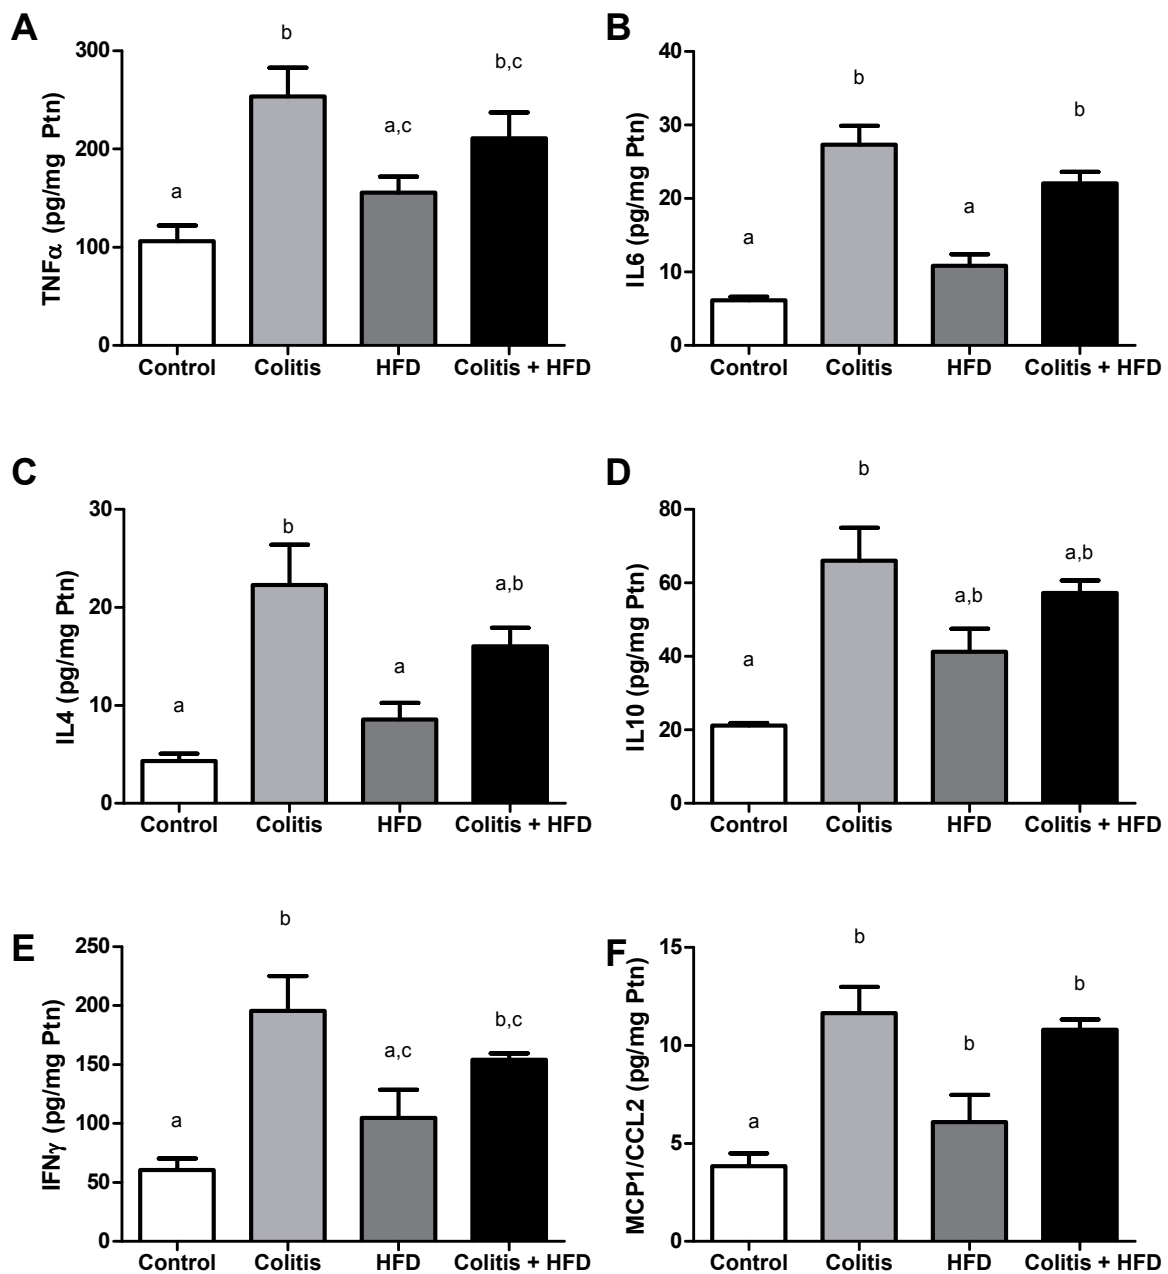 A
TNFα (pg/mg Ptn)
300
200
100
0
a
b
a,c
b,c
Control Colitis HFD Colitis + HFD
B
IL6 (pg/mg Ptn)
40
30
20
10
0
a
b
a
b
Control Colitis HFD Colitis + HFD
C
IL4 (pg/mg Ptn)
30
20
10
0
a
b
a
a,b
Control Colitis HFD Colitis + HFD
D
IL10 (pg/mg Ptn)
80
60
40
20
0
a
b
a,b
a,b
Control Colitis HFD Colitis + HFD
E
IFNγ (pg/mg Ptn)
250
200
150
100
50
0
a
b
a,c
b,c
Control Colitis HFD Colitis + HFD
F
MCP1/CCL2 (pg/mg Ptn)
15
10
5
0
a
b
b
b
Control Colitis HFD Colitis + HFD